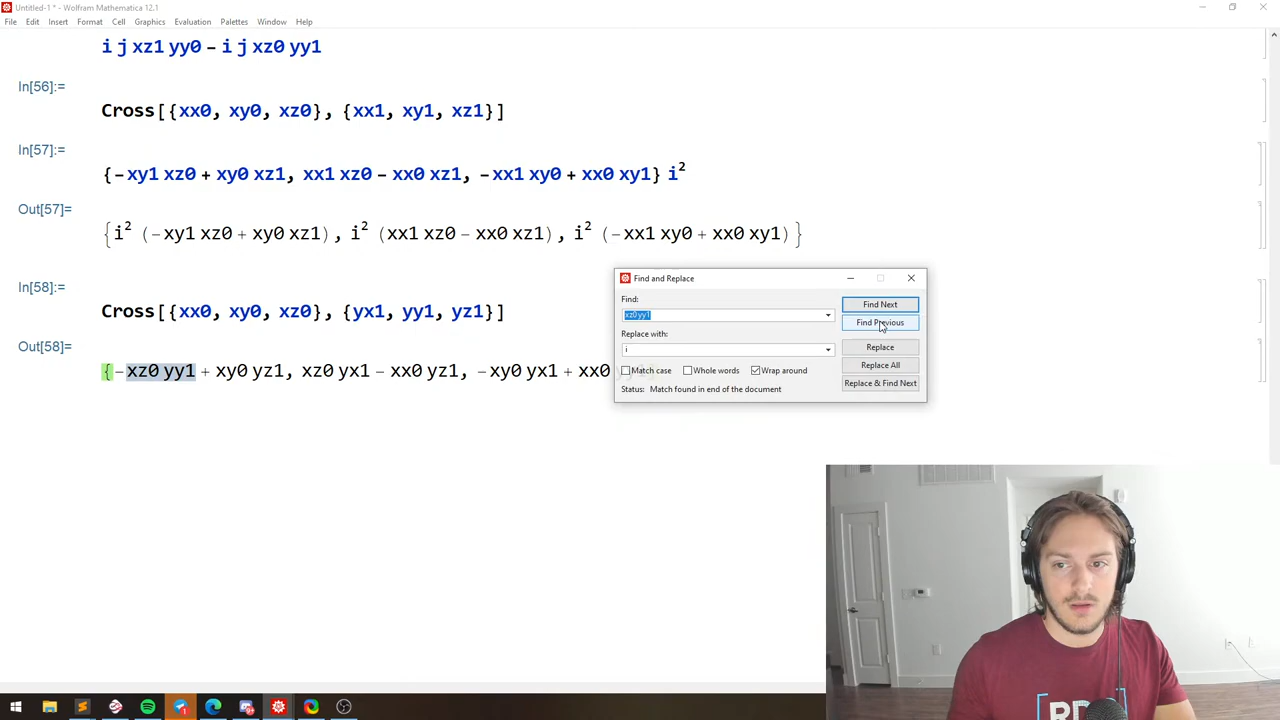 Untitled-1 * - Wolfram Mathematica 12.1
File Edit Insert Format Cell Graphics Evaluation Palettes Window Help
i j xz1 yy0 – i j xz0 yy1
In[56]:=
Cross[{xx0, xy0, xz0}, {xx1, xy1, xz1}]
In[57]:=
{-xy1 xz0 + xy0 xz1, xx1 xz0 – xx0 xz1, -xx1 xy0 + xx0 xy1} i²
Out[57]=
{i² (-xy1 xz0 + xy0 xz1), i² (xx1 xz0 – xx0 xz1), i² (-xx1 xy0 + xx0 xy1)}
In[58]:=
Cross[{xx0, xy0, xz0}, {yx1, yy1, yz1}]
Out[58]=
{-xz0 yy1 + xy0 yz1, xz0 yx1 – xx0 yz1, -xy0 yx1 + xx0
Find and Replace
Find:
xz0 yy1
Replace with:
i
Match case
Whole words
Wrap around
Status: Match found in end of the document
Find Next
Find Previous
Replace
Replace All
Replace & Find Next